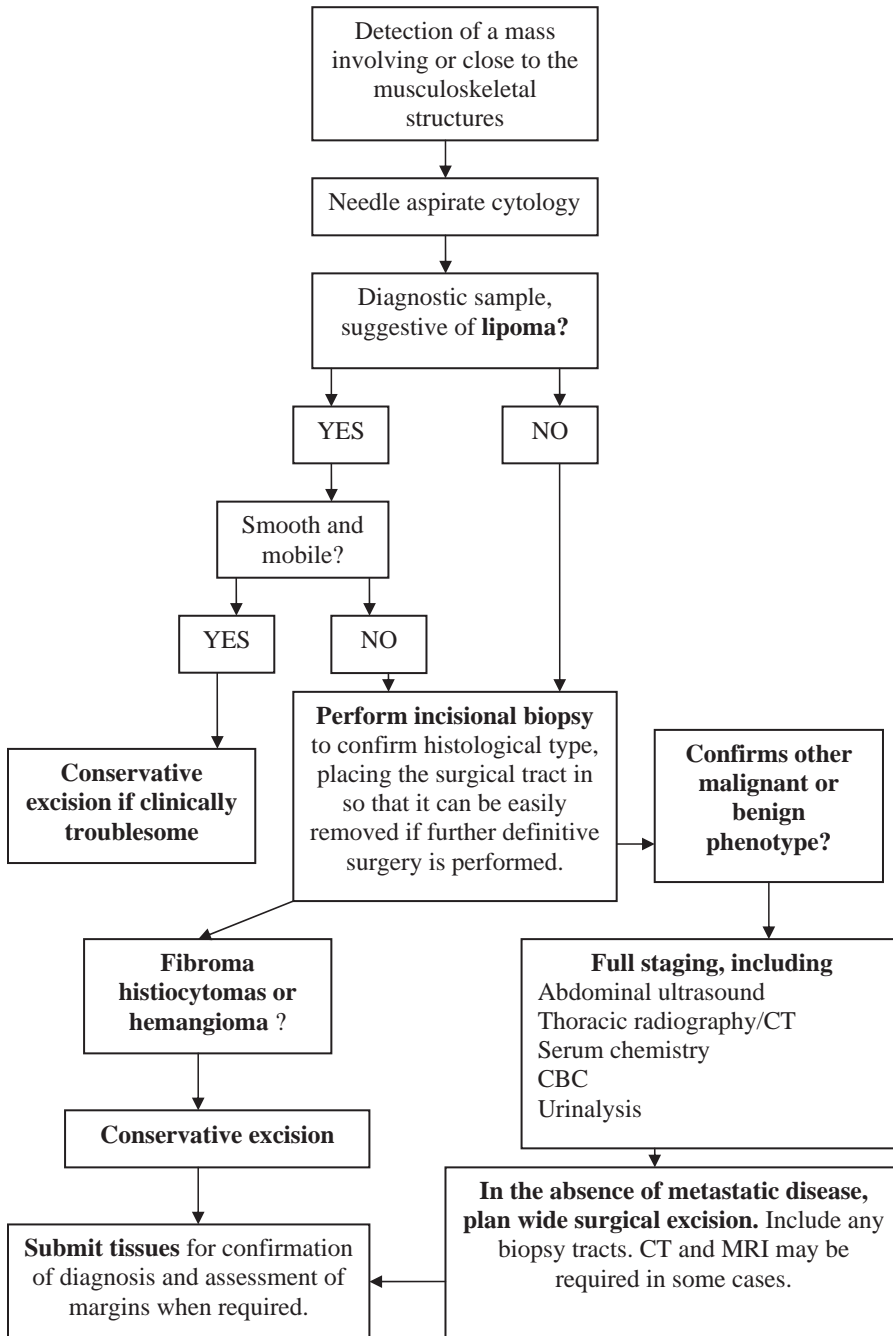 Detection of a mass
involving or close to the
musculoskeletal
structures
Needle aspirate cytology
Diagnostic sample,
suggestive of lipoma?
YES
NO
Smooth and
mobile?
YES
NO
Conservative
excision if clinically
troublesome
Perform incisional biopsy
to confirm histological type,
placing the surgical tract in
so that it can be easily
removed if further definitive
surgery is performed.
Confirms other
malignant or
benign
phenotype?
Fibroma
histiocytomas or
hemangioma ?
Full staging, including
Abdominal ultrasound
Thoracic radiography/CT
Serum chemistry
CBC
Urinalysis
Conservative excision
In the absence of metastatic disease,
plan wide surgical excision. Include any
biopsy tracts. CT and MRI may be
required in some cases.
Submit tissues for confirmation
of diagnosis and assessment of
margins when required.